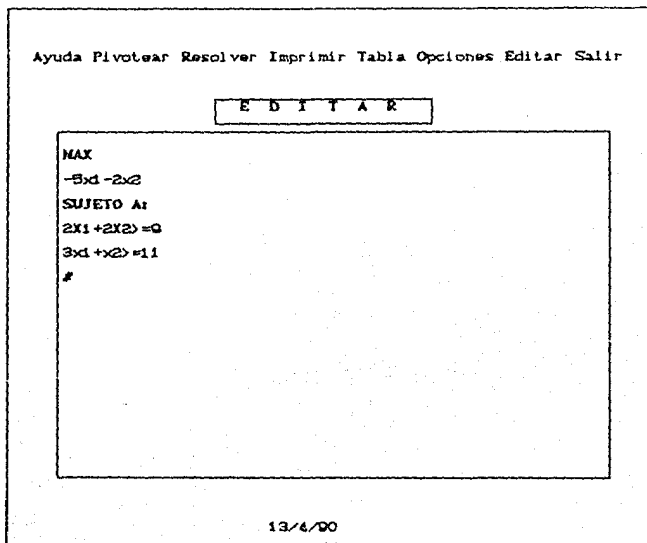 Ayuda Pivotear Resolver Imprimir Tabla Opciones Editar Salir
E D I T A R
MAX
-5x1-2x2
SUJETO A:
2X1+2X2>=9
3x1+x2>=11
#
13/4/90